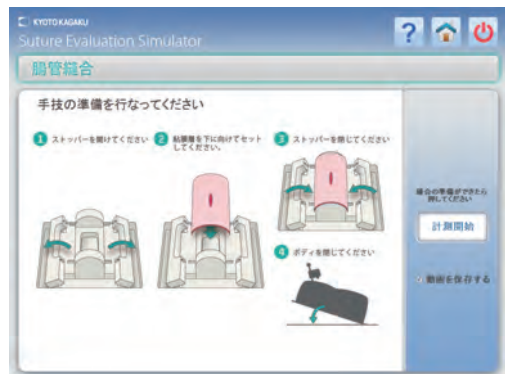 KYOTO KAGAKU
Suture Evaluation Simulator
?
腸管縫合
手技の準備を行なってください
1 ストッパーを開けてください
2 粘膜層を下に向けてセット
してください。
3 ストッパーを閉じてください
4 ボディを閉じてください
縫合の準備ができたら
押してください
計測開始
動画を保存する